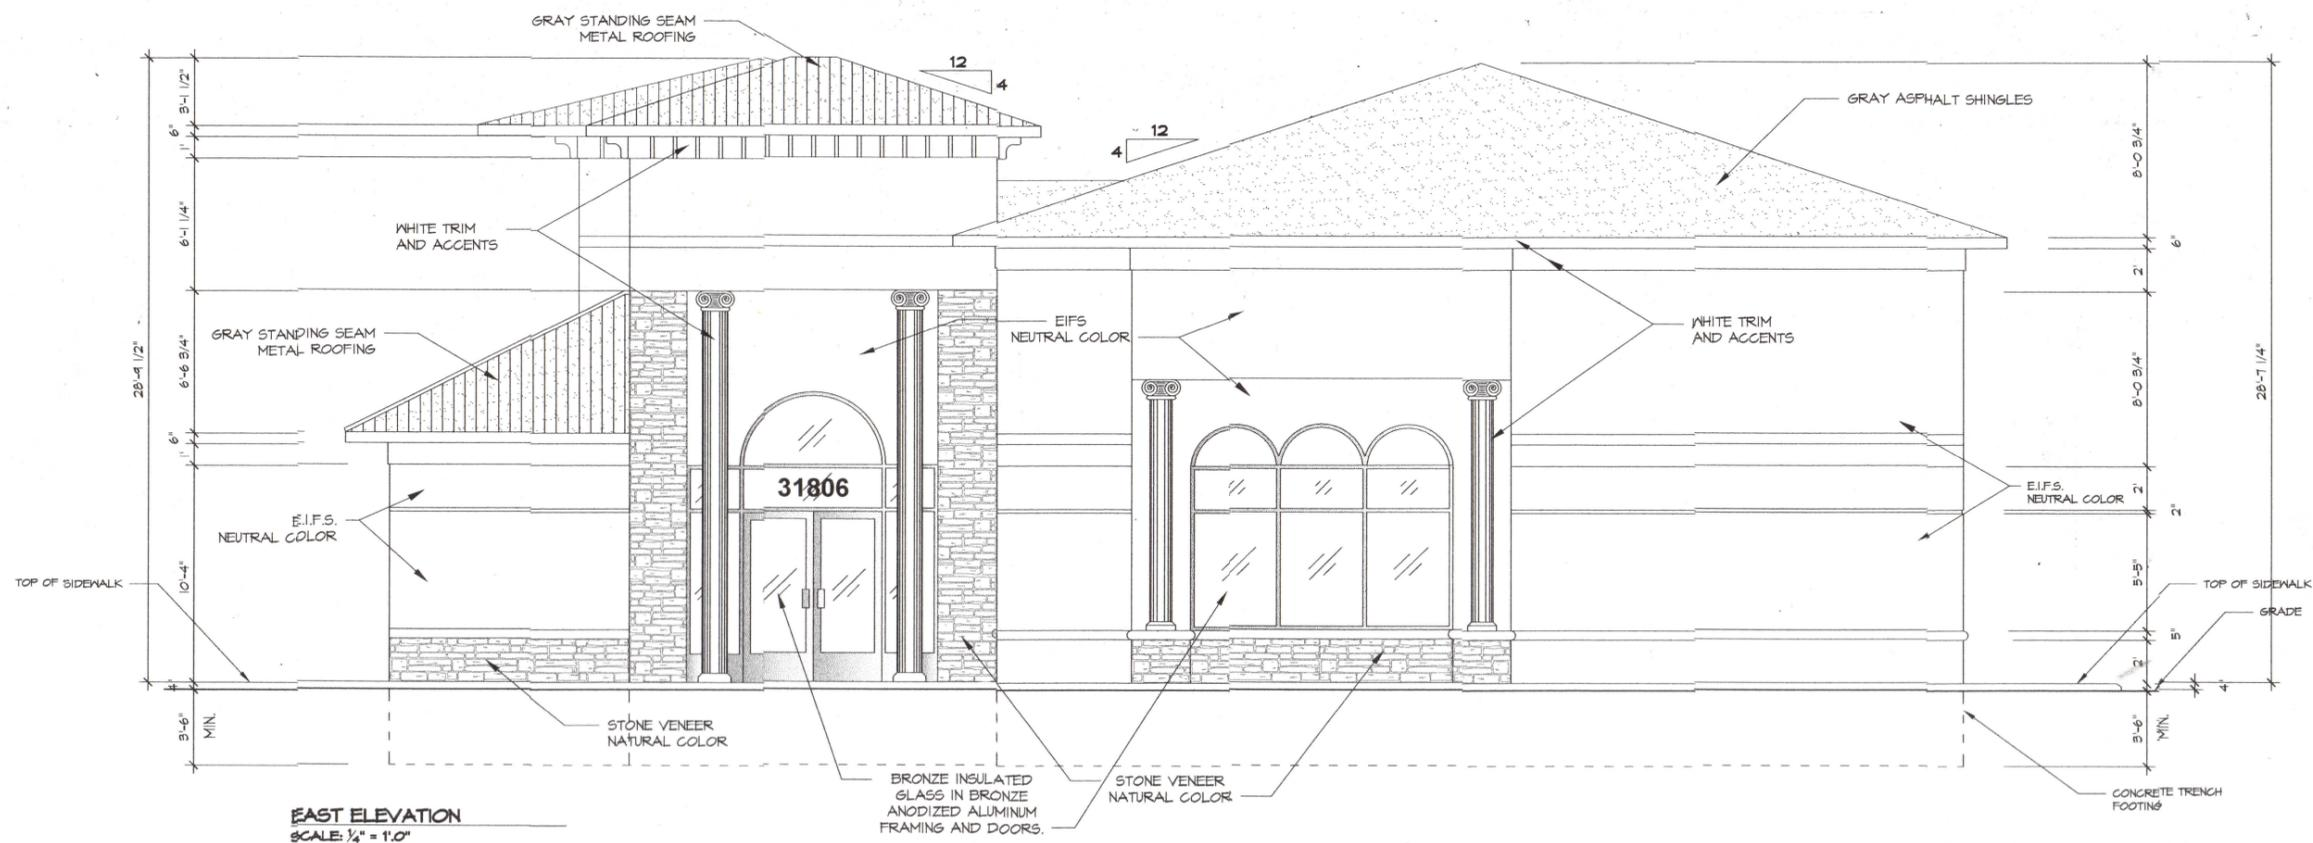 GRAY STANDING SEAM
METAL ROOFING
12
4
12
4
GRAY ASPHALT SHINGLES
3'-1 1/2"
6"
1'
6'-1 1/4"
6'-6 3/4"
6"
1'
10'-4"
4"
3'-6"
MIN.
28'-9 1/2"
WHITE TRIM
AND ACCENTS
GRAY STANDING SEAM
METAL ROOFING
EIFS
NEUTRAL COLOR
WHITE TRIM
AND ACCENTS
31806
E.I.F.S.
NEUTRAL COLOR
E.I.F.S.
NEUTRAL COLOR
TOP OF SIDEWALK
TOP OF SIDEWALK
GRADE
8'-0 3/4"
6"
2'
8'-0 3/4"
2'
2"
5'-5"
5"
2'
4"
3'-6"
MIN.
28'-7 1/4"
STONE VENEER
NATURAL COLOR
BRONZE INSULATED
GLASS IN BRONZE
ANODIZED ALUMINUM
FRAMING AND DOORS.
STONE VENEER
NATURAL COLOR
CONCRETE TRENCH
FOOTING
EAST ELEVATION
SCALE: 1/4" = 1'.0"